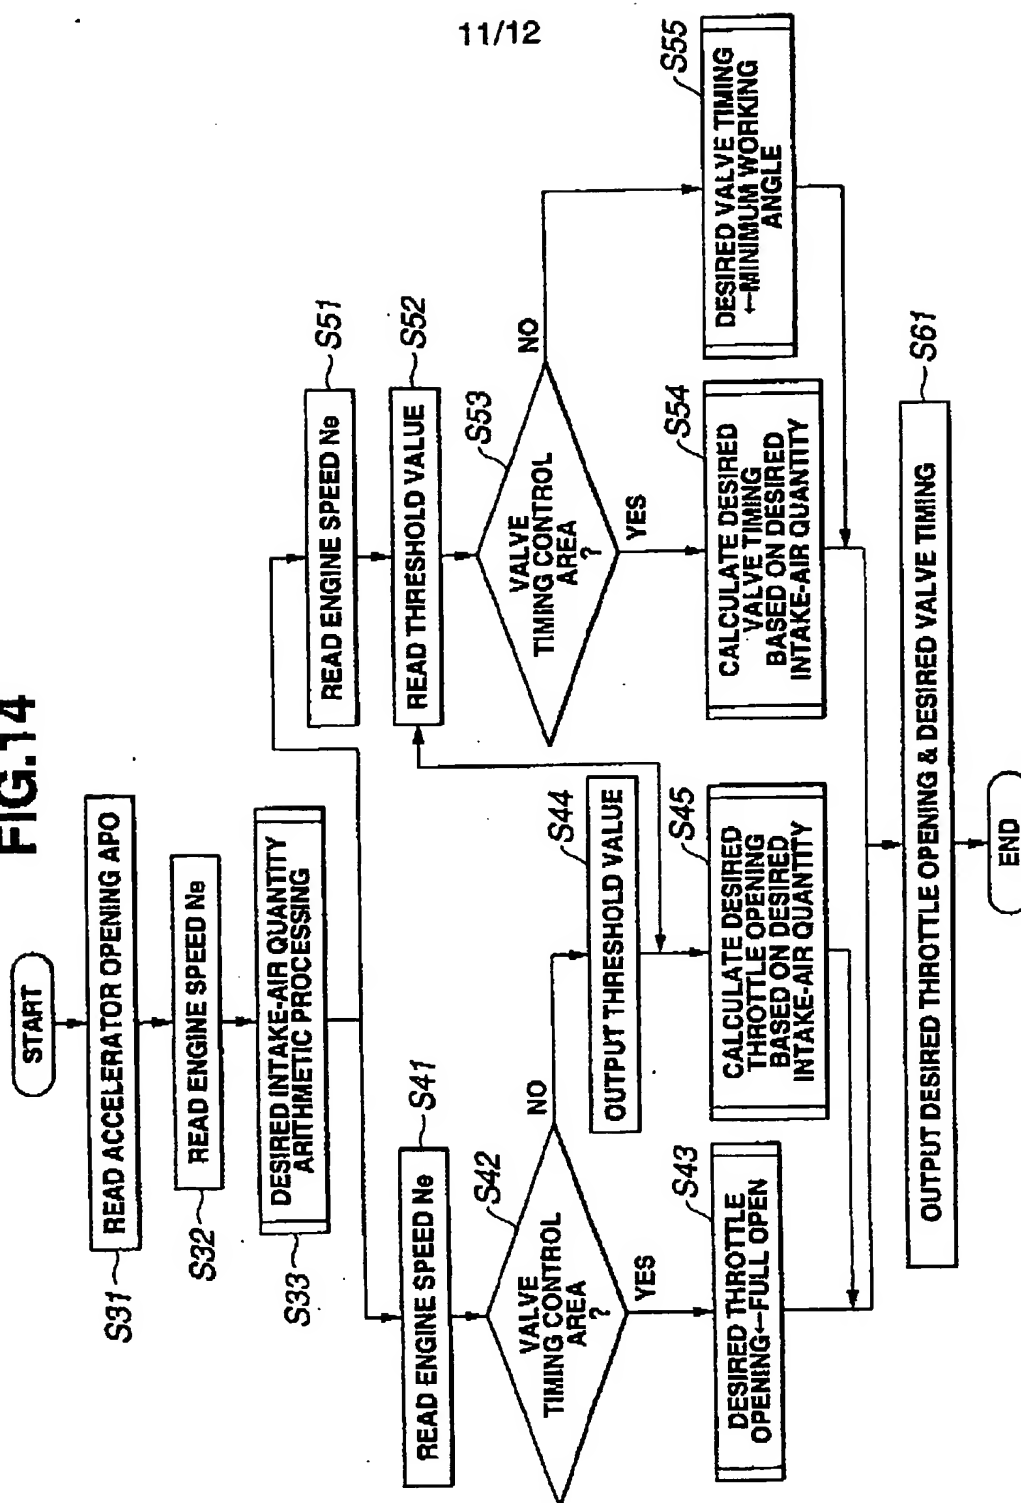 11/12
FIG.14
START
READ ACCELERATOR OPENING APO
S31
READ ENGINE SPEED Ne
S32
DESIRED INTAKE-AIR QUANTITY
ARITHMETIC PROCESSING
S33
READ ENGINE SPEED Ne
S41
VALVE
TIMING CONTROL
AREA
?
S42
NO
YES
DESIRED THROTTLE
OPENING←FULL OPEN
S43
OUTPUT THRESHOLD VALUE
S44
CALCULATE DESIRED
THROTTLE OPENING
BASED ON DESIRED
INTAKE-AIR QUANTITY
S45
READ ENGINE SPEED Ne
S51
READ THRESHOLD VALUE
S52
VALVE
TIMING CONTROL
AREA
?
S53
NO
YES
CALCULATE DESIRED
VALVE TIMING
BASED ON DESIRED
INTAKE-AIR QUANTITY
S54
DESIRED VALVE TIMING
←MINIMUM WORKING
ANGLE
S55
OUTPUT DESIRED THROTTLE OPENING & DESIRED VALVE TIMING
S61
END